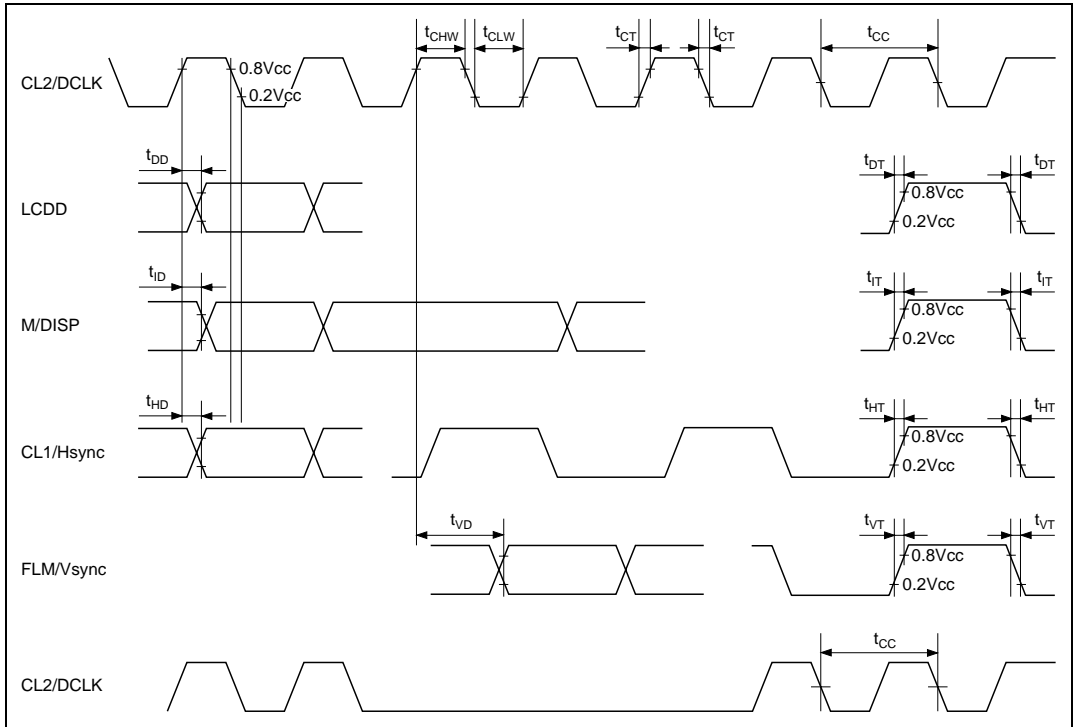 tCHW tCLW tCT tCT tCC
CL2/DCLK 0.8Vcc
0.2Vcc
tDD tDT tDT
LCDD 0.8Vcc
0.2Vcc
tID tIT tIT
M/DISP 0.8Vcc
0.2Vcc
tHD tHT tHT
CL1/Hsync 0.8Vcc
0.2Vcc
tVD tVT tVT
FLM/Vsync 0.8Vcc
0.2Vcc
tCC
CL2/DCLK